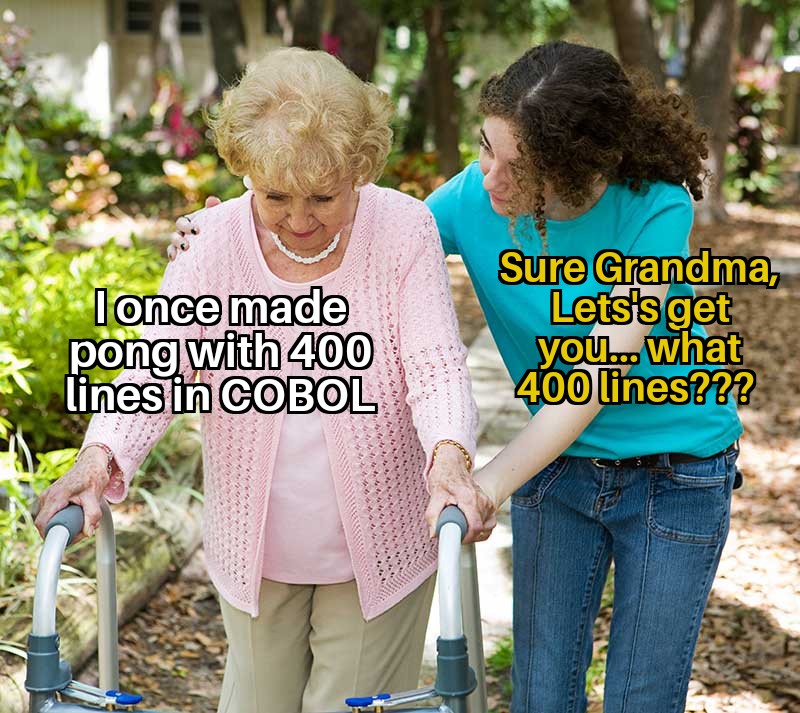 I once made
pong with 400
lines in COBOL
Sure Grandma,
Lets's get
you... what
400 lines???